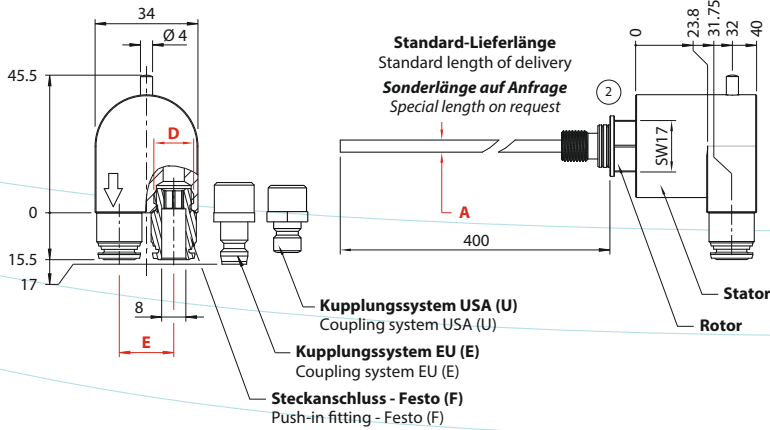 34
Ø 4
45.5
D
0
15.5
17
8
E
Standard-Lieferlänge
Standard length of delivery
Sonderlänge auf Anfrage
Special length on request
2
0
23.8
31.75
32
40
SW17
A
400
Stator
Rotor
Kupplungssystem USA (U)
Coupling system USA (U)
Kupplungssystem EU (E)
Coupling system EU (E)
Steckanschluss - Festo (F)
Push-in fitting - Festo (F)